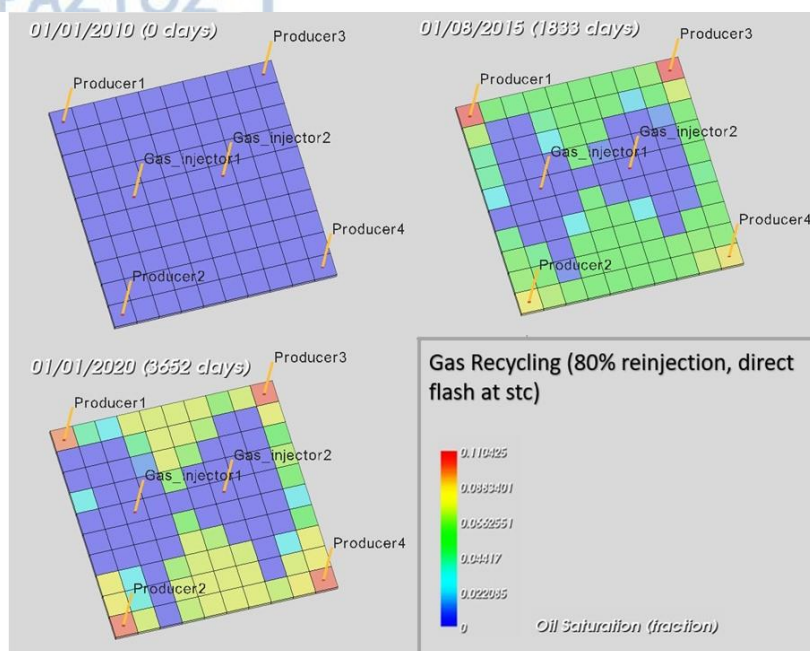 01/01/2010 (0 days)
Producer3
Producer1
Gas_injector2
Gas_injector1
Producer4
Producer2
01/08/2015 (1833 days)
Producer3
Producer1
Gas_injector2
Gas_injector1
Producer4
Producer2
01/01/2020 (3652 days)
Producer3
Producer1
Gas_injector2
Gas_injector1
Producer4
Producer2
Gas Recycling (80% reinjection, direct
flash at stc)
0.110425
0.0883401
0.0662551
0.04417
0.022085
0
Oil Saturation (fraction)